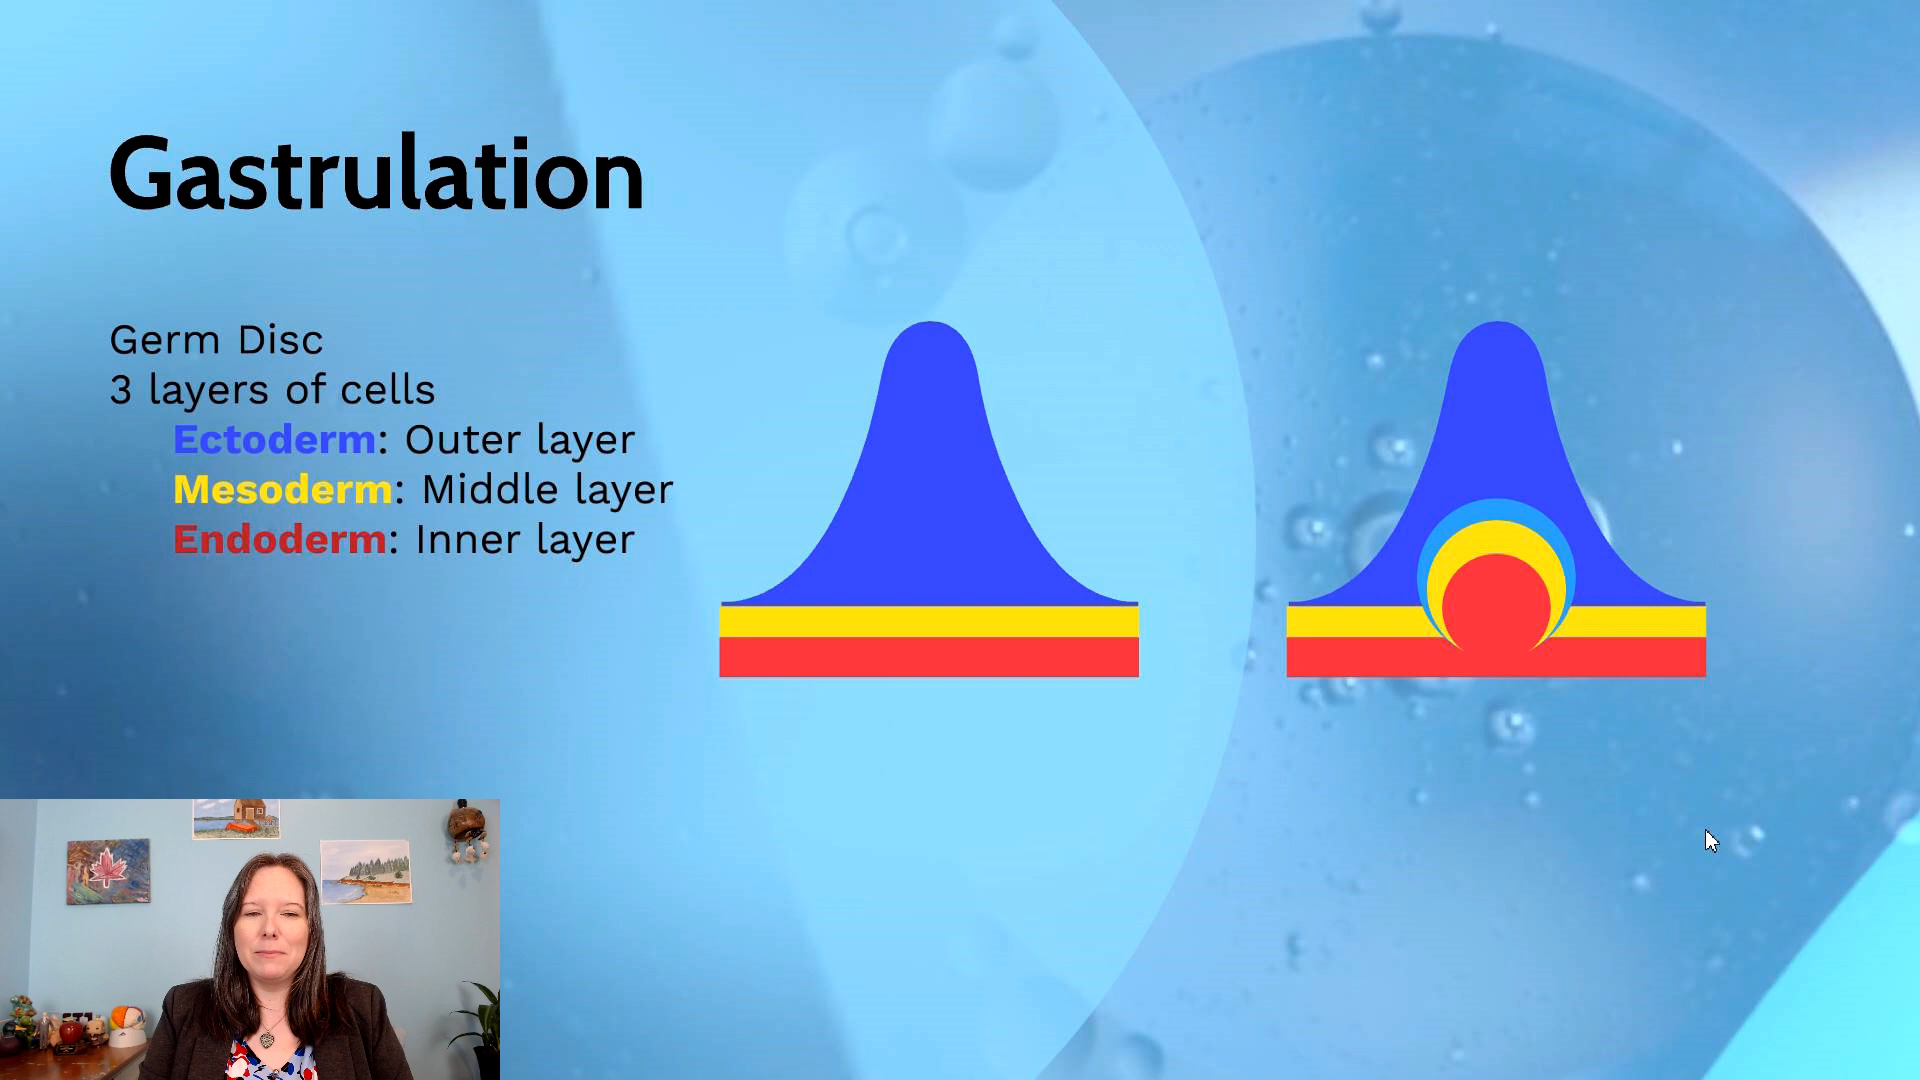 Gastrulation
Germ Disc
3 layers of cells
Ectoderm: Outer layer
Mesoderm: Middle layer
Endoderm: Inner layer